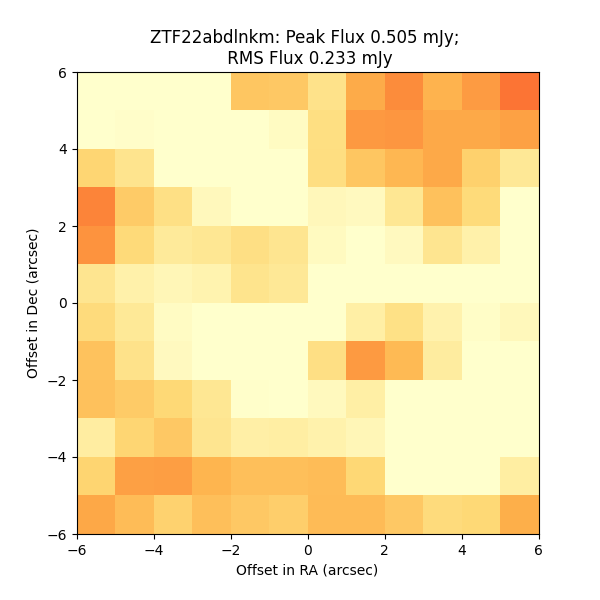 ZTF22abdlnkm: Peak Flux 0.505 mJy;
RMS Flux 0.233 mJy
6
4
2
0
−2
−4
−6
Offset in Dec (arcsec)
−6 −4 −2 0 2 4 6
Offset in RA (arcsec)